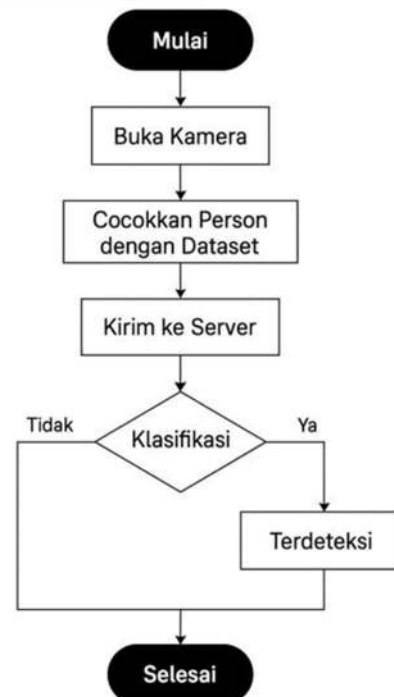 Mulai
Buka Kamera
Cocokkan Person
dengan Dataset
Kirim ke Server
Tidak
Klasifikasi
Ya
Terdeteksi
Selesai